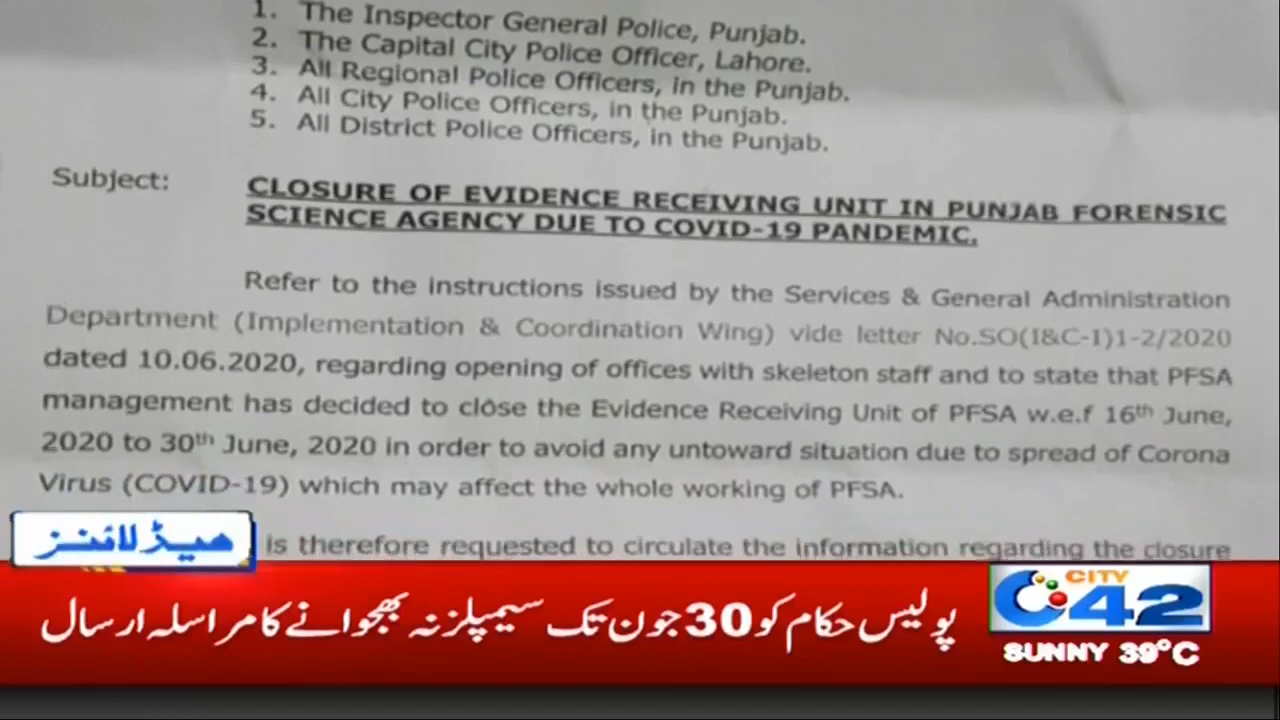 1. The Inspector General Police, Punjab.
2. The Capital City Police Officer, Lahore.
3. All Regional Police Officers, in the Punjab.
4. All City Police Officers, in the Punjab.
5. All District Police Officers, in the Punjab.
Subject: CLOSURE OF EVIDENCE RECEIVING UNIT IN PUNJAB FORENSIC
SCIENCE AGENCY DUE TO COVID-19 PANDEMIC.
Refer to the instructions issued by the Services & General Administration
Department (Implementation & Coordination Wing) vide letter No.SO(I&C-I)1-2/2020
dated 10.06.2020, regarding opening of offices with skeleton staff and to state that PFSA
management has decided to close the Evidence Receiving Unit of PFSA w.e.f 16th June,
2020 to 30th June, 2020 in order to avoid any untoward situation due to spread of Corona
Virus (COVID-19) which may affect the whole working of PFSA.
is therefore requested to circulate the information regarding the closure
ہیڈلائنز
پولیس حکام کو 30 جون تک سیمپلز نہ بھجوانے کا مراسلہ ارسال
CITY
42
SUNNY 39°C